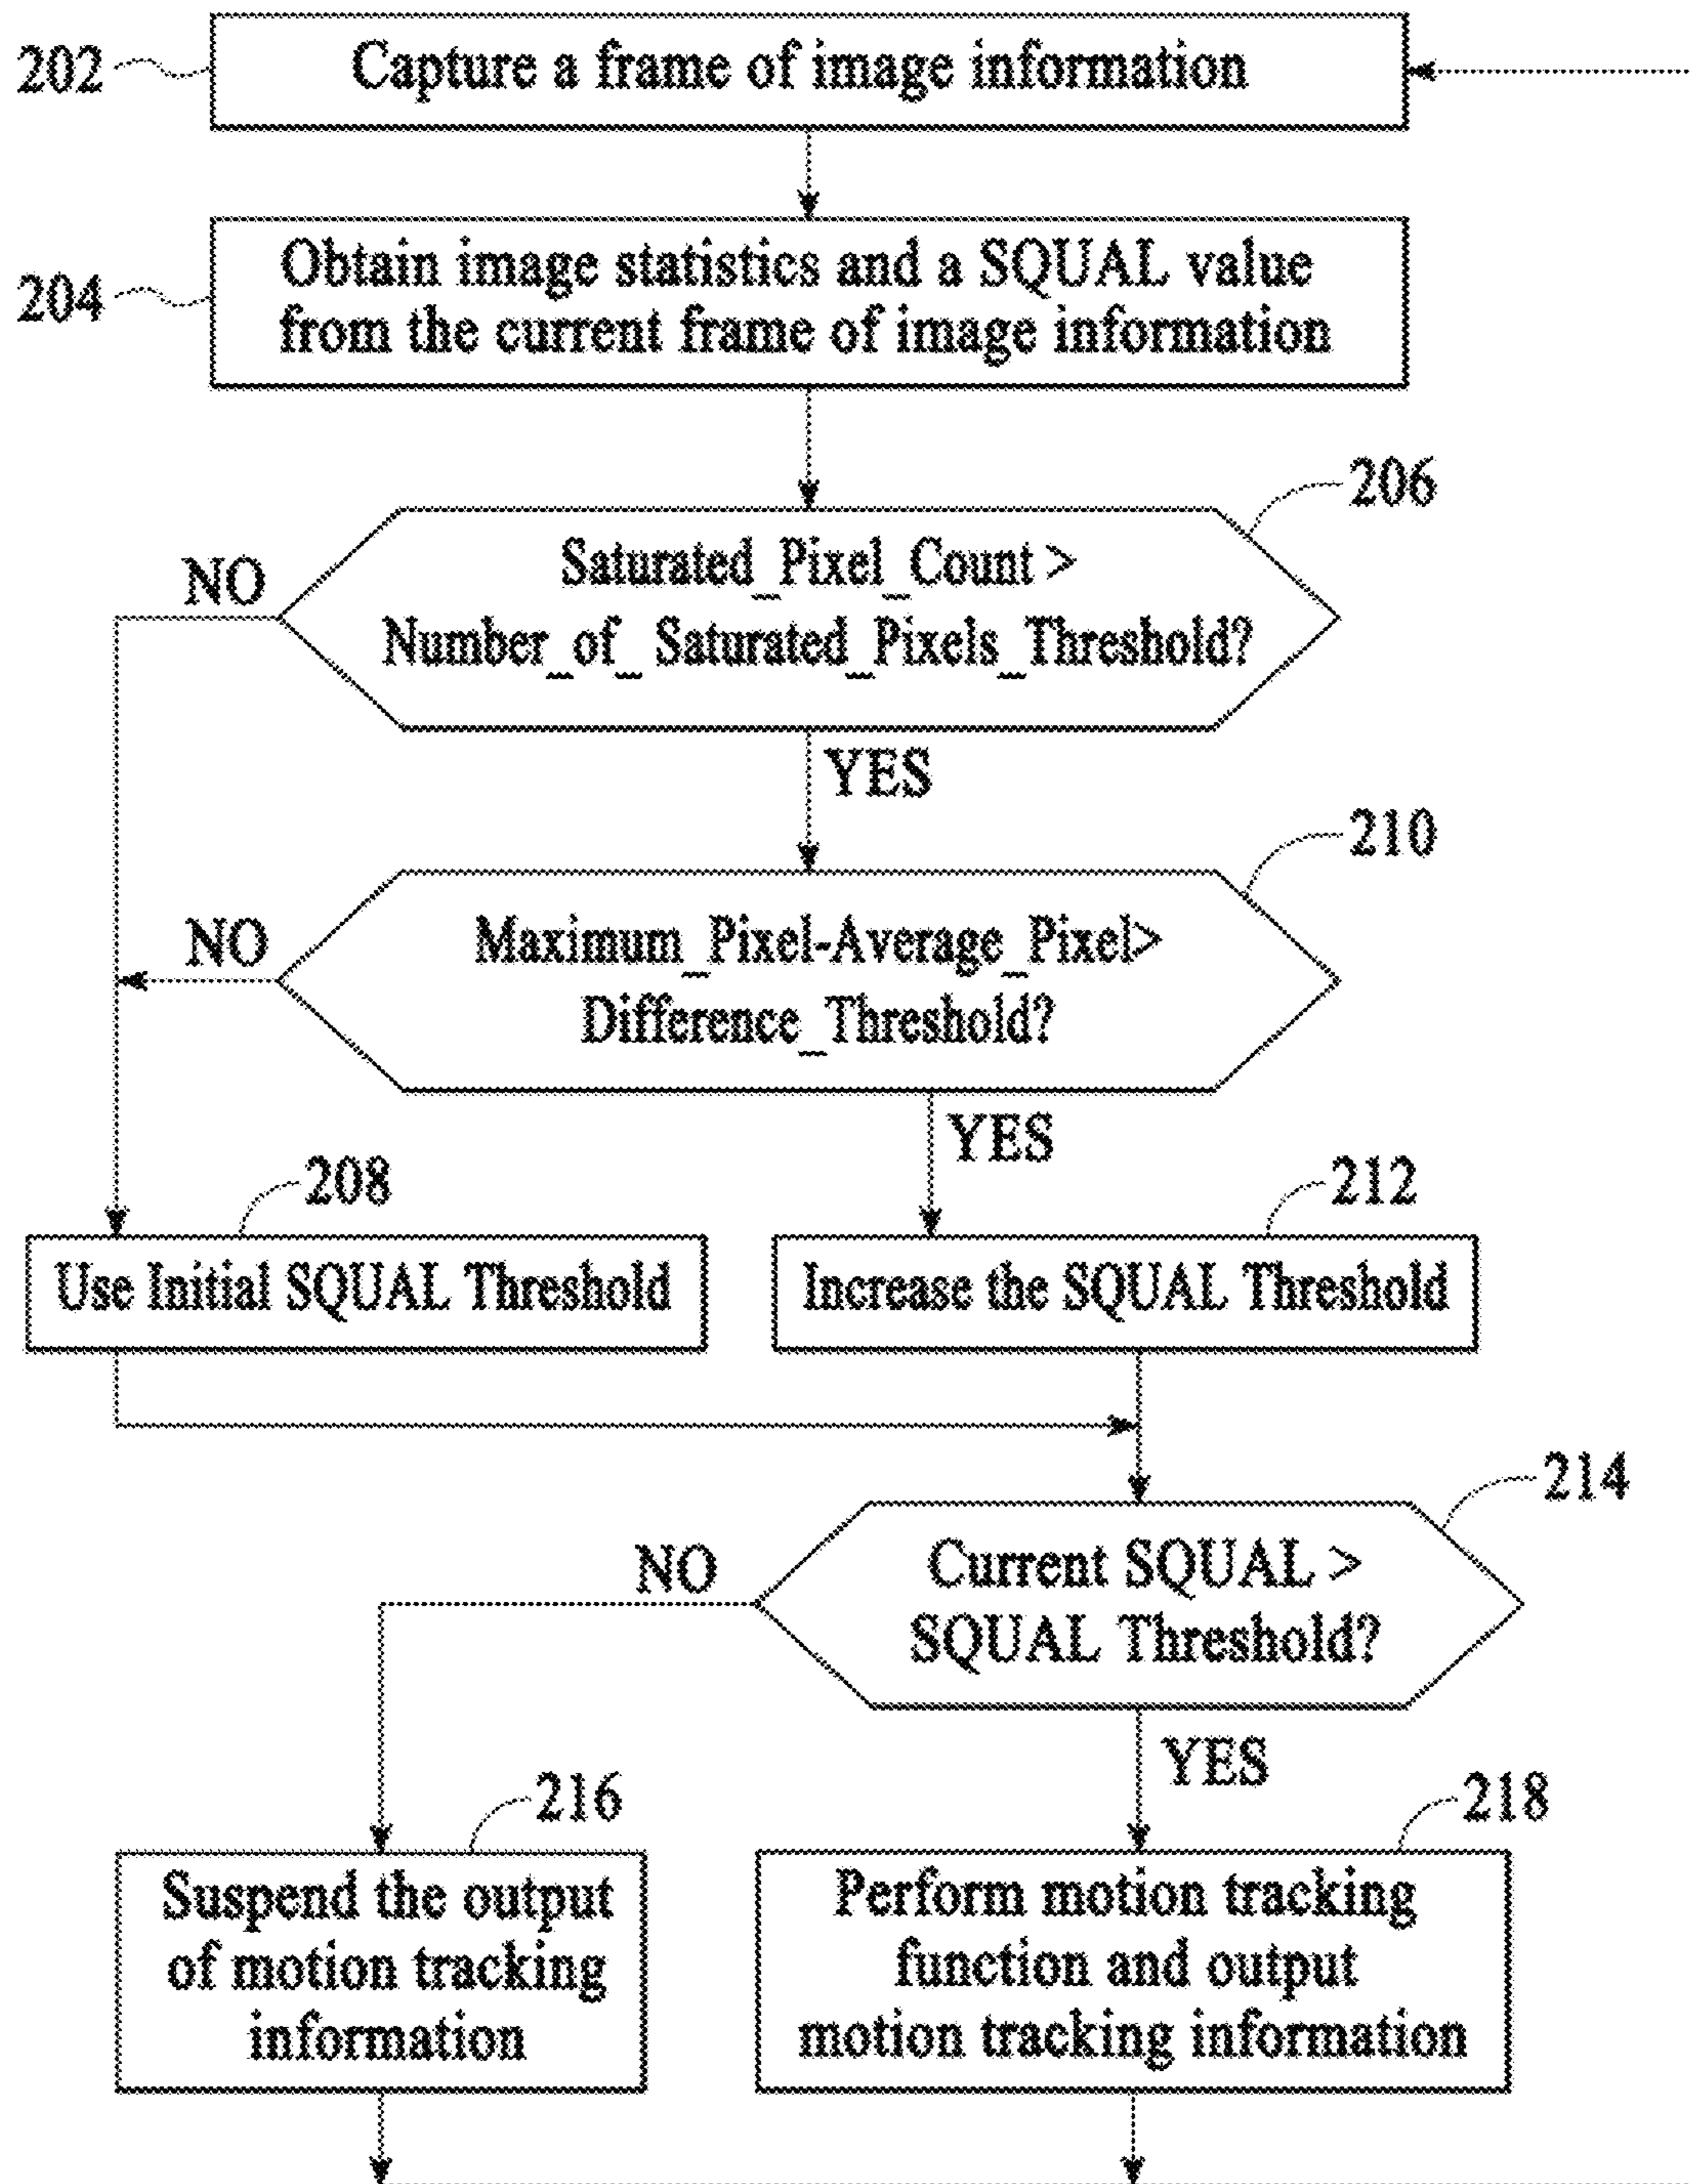 202
Capture a frame of image information
204
Obtain image statistics and a SQUAL value
from the current frame of image information
206
NO
Saturated_Pixel_Count >
Number_of_ Saturated_Pixels_Threshold?
YES
210
NO
Maximum_Pixel-Average_Pixel>
Difference_Threshold?
YES
208
212
Use Initial SQUAL Threshold
Increase the SQUAL Threshold
214
NO
Current SQUAL >
SQUAL Threshold?
YES
216
218
Suspend the output
of motion tracking
information
Perform motion tracking
function and output
motion tracking information